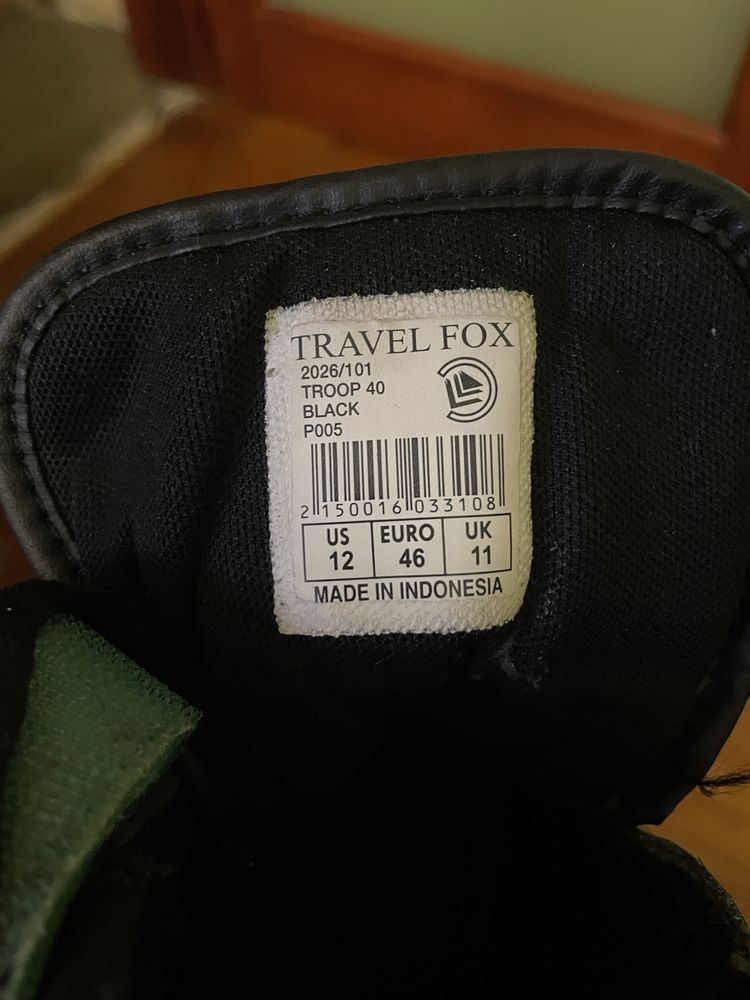 TRAVEL FOX
2026/101
TROOP 40
BLACK
P005
2 150016 033108
US EURO UK
12 46 11
MADE IN INDONESIA